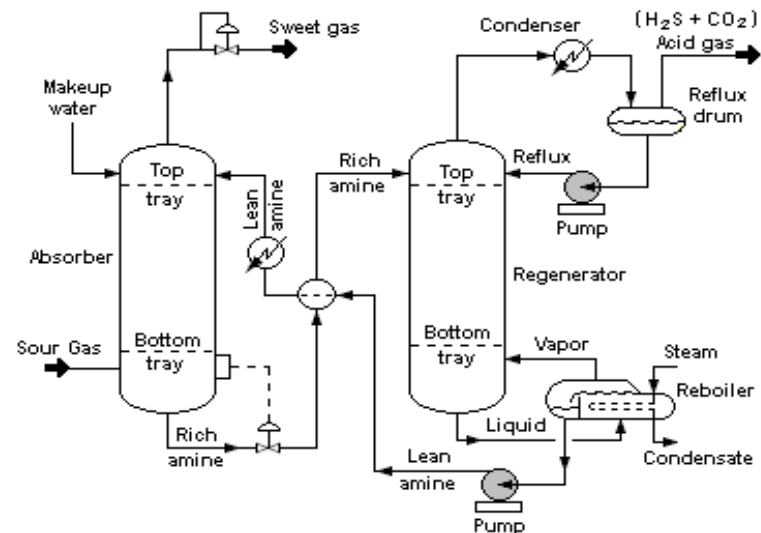 Sweet gas
Condenser
(H₂S + CO₂)
Acid gas
Makeup
water
Reflux
drum
Top
tray
Lean
amine
Rich
amine
Top
tray
Reflux
Pump
Absorber
Regenerator
Sour Gas
Bottom
tray
Bottom
tray
Vapor
Steam
Reboiler
Rich
amine
Liquid
Condensate
Lean
amine
Pump